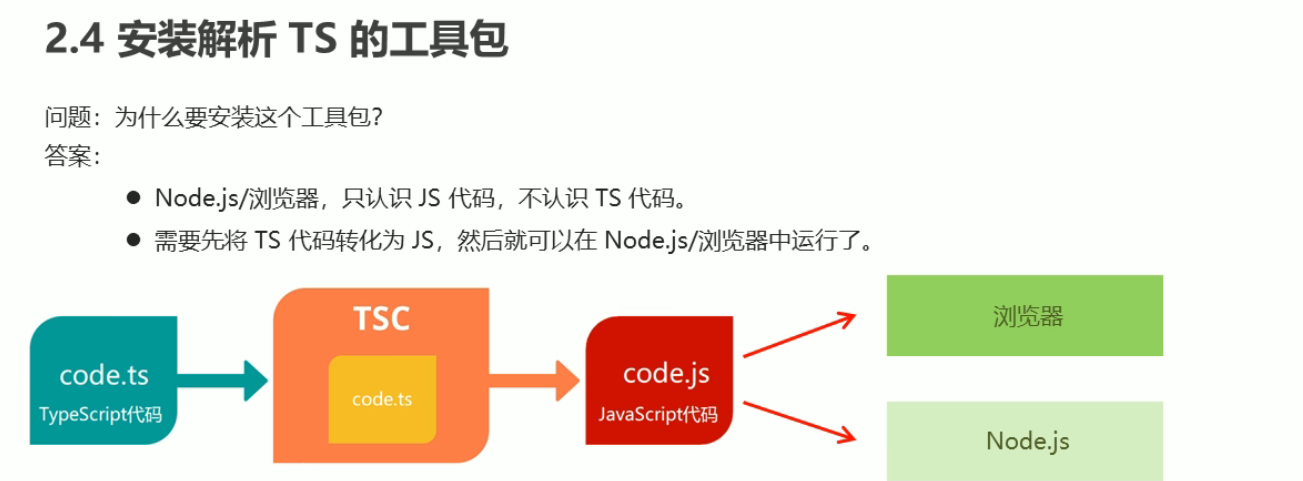 2.4 安装解析 TS 的工具包
问题：为什么要安装这个工具包？
答案：
● Node.js/浏览器，只认识 JS 代码，不认识 TS 代码。
● 需要先将 TS 代码转化为 JS，然后就可以在 Node.js/浏览器中运行了。
code.ts
TypeScript代码
TSC
code.ts
code.js
JavaScript代码
浏览器
Node.js